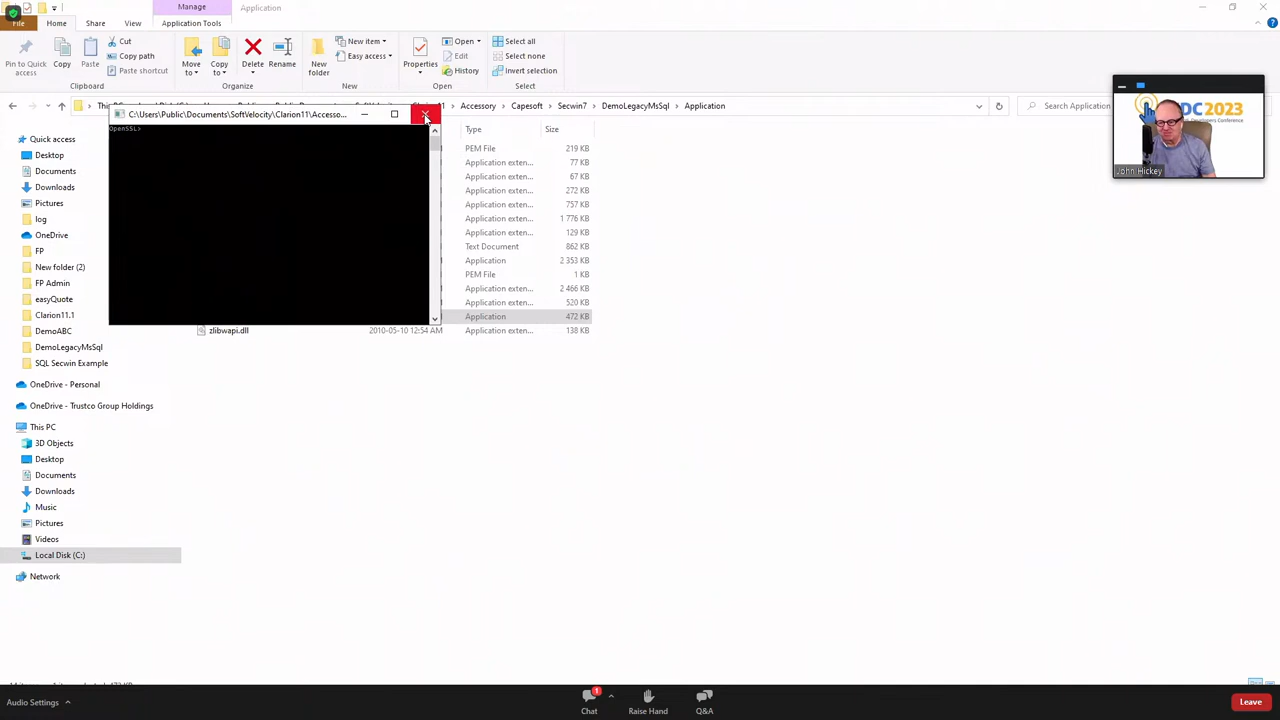 Manage
Application
File
Home
Share
View
Application Tools
Pin to Quick access
Copy
Paste
Cut
Copy path
Paste shortcut
Clipboard
Move to
Copy to
Delete
Rename
Organize
New folder
New item
Easy access
New
Properties
Open
Edit
History
Open
Select all
Select none
Invert selection
Select
Accessory
Capesoft
Secwin7
DemoLegacyMsSql
Application
Search Application
C:\Users\Public\Documents\SoftVelocity\Clarion11\Accesso...
OpenSSL>
Type
Size
PEM File 219 KB
Application exten... 77 KB
Application exten... 67 KB
Application exten... 272 KB
Application exten... 757 KB
Application exten... 1 776 KB
Application exten... 129 KB
Text Document 862 KB
Application 2 353 KB
PEM File 1 KB
Application exten... 2 466 KB
Application exten... 520 KB
Application 472 KB
zlibwapi.dll 2010-05-10 12:54 AM Application exten... 138 KB
Quick access
Desktop
Documents
Downloads
Pictures
log
OneDrive
FP
New folder (2)
FP Admin
easyQuote
Clarion11.1
DemoABC
DemoLegacyMsSql
SQL Secwin Example
OneDrive - Personal
OneDrive - Trustco Group Holdings
This PC
3D Objects
Desktop
Documents
Downloads
Music
Pictures
Videos
Local Disk (C:)
Network
DC2023
Developers Conference
John Hickey
Audio Settings
1
Chat
Raise Hand
Q&A
Leave